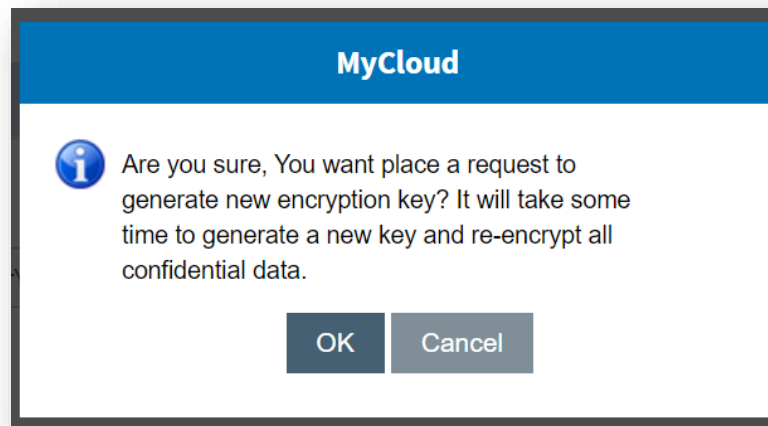 MyCloud
Are you sure, You want place a request to
generate new encryption key? It will take some
time to generate a new key and re-encrypt all
confidential data.
OK Cancel